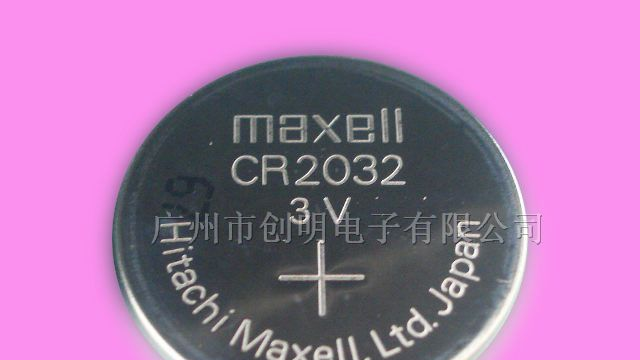 maxell
CR2032
3V
广州市创明电子有限公司
+
Hitachi Maxell, Ltd. Japan